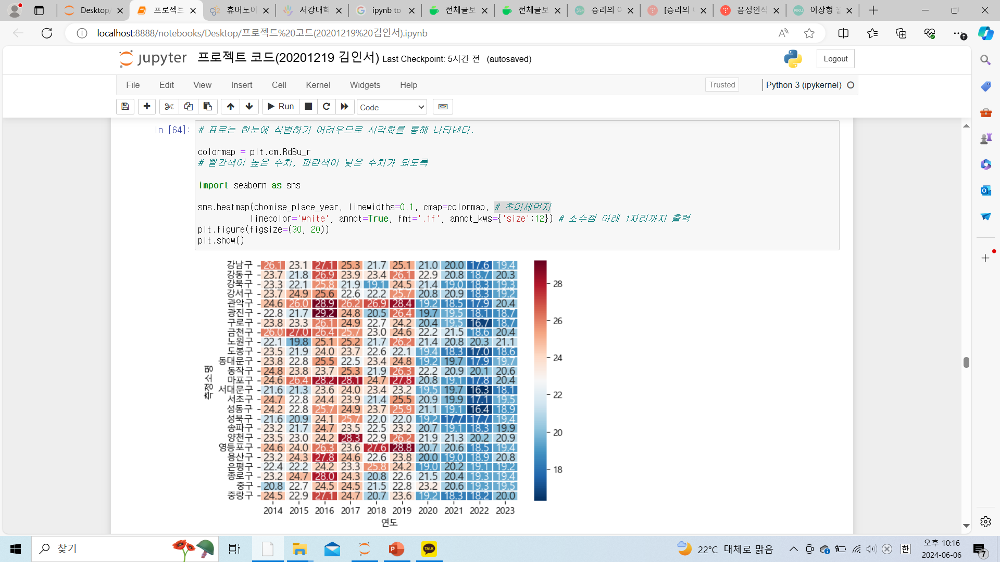 Desktop/
프로젝트
휴머노이
서강대학
ipynb to
전체글보
전체글보
승리의 여
[승리의
음성인식
이상형 월
localhost:8888/notebooks/Desktop/프로젝트%20코드(20201219%20김인서).ipynb
jupyter 프로젝트 코드(20201219 김인서) Last Checkpoint: 5시간 전 (autosaved)
Logout
File Edit View Insert Cell Kernel Widgets Help
Trusted
Python 3 (ipykernel)
Run
Code
In [64]:
# 표로는 한눈에 식별하기 어려우므로 시각화를 통해 나타낸다.
colormap = plt.cm.RdBu_r
# 빨간색이 높은 수치, 파란색이 낮은 수치가 되도록
import seaborn as sns
sns.heatmap(chomise_place_year, linewidths=0.1, cmap=colormap, # 초미세먼지
linecolor='white', annot=True, fmt='.1f', annot_kws={'size':12}) # 소수점 아래 1자리까지 출력
plt.figure(figsize=(30, 20))
plt.show()
강남구 26.1 23.1 27.1 25.3 21.7 25.1 21.0 20.0 17.6 19.4
강동구 23.7 21.8 26.9 23.9 23.4 26.1 22.9 20.8 18.7 20.3
강북구 23.3 22.1 25.8 21.9 19.1 24.5 21.4 19.0 18.3 19.3
강서구 23.7 24.9 25.6 22.6 22.2 25.7 20.8 20.9 18.3 19.2
관악구 24.6 26.0 28.9 26.2 26.9 28.4 19.2 18.5 17.9 20.4
광진구 22.8 21.7 29.2 24.8 20.5 26.4 19.7 19.5 18.1 18.7
구로구 23.8 23.3 26.1 24.9 22.7 24.2 20.4 19.5 16.7 18.7
금천구 26.0 27.0 26.4 25.7 23.0 24.6 22.2 21.5 18.6 20.4
노원구 22.1 19.8 25.1 25.2 21.7 26.2 21.4 20.8 20.3 21.1
도봉구 23.5 21.9 24.0 23.7 22.6 22.1 19.4 18.3 17.0 18.6
동대문구 23.8 22.8 25.5 22.5 23.4 24.8 19.2 19.7 17.9 19.7
동작구 24.8 23.8 23.7 25.3 21.9 26.3 22.2 20.9 20.1 20.6
마포구 24.6 26.4 28.2 28.1 24.7 27.8 20.8 19.1 17.8 20.4
서대문구 21.6 21.3 23.6 24.0 23.4 23.2 19.5 19.7 16.3 18.1
서초구 24.7 22.8 24.4 23.9 21.4 25.5 20.9 19.9 17.1 19.5
성동구 24.2 22.8 25.7 24.9 23.7 25.9 21.1 19.1 16.4 18.9
성북구 21.6 20.9 24.1 25.7 22.0 22.0 19.2 17.7 17.7 19.4
송파구 23.2 21.7 24.7 23.5 22.5 23.2 20.7 19.1 18.3 19.9
양천구 23.5 23.0 24.2 28.3 22.9 26.2 21.9 21.3 20.2 20.9
영등포구 24.6 24.0 26.3 23.6 27.6 28.8 20.7 20.6 18.5 19.4
용산구 23.2 24.3 27.8 24.6 22.6 23.8 20.0 19.0 18.9 20.8
은평구 22.4 22.2 24.2 23.3 25.8 24.2 19.0 20.2 19.1 19.2
종로구 23.2 24.7 28.0 24.3 20.8 22.6 21.5 20.4 19.3 19.4
중구 20.8 22.7 24.5 24.5 21.5 22.8 23.2 20.6 19.3 19.5
중랑구 24.5 22.9 27.1 24.7 20.7 23.6 19.2 18.3 18.2 20.0
2014 2015 2016 2017 2018 2019 2020 2021 2022 2023
연도
측정소명
28
26
24
22
20
18
찾기
TALK
22°C 대체로 맑음
한
오후 10:16
2024-06-06
7